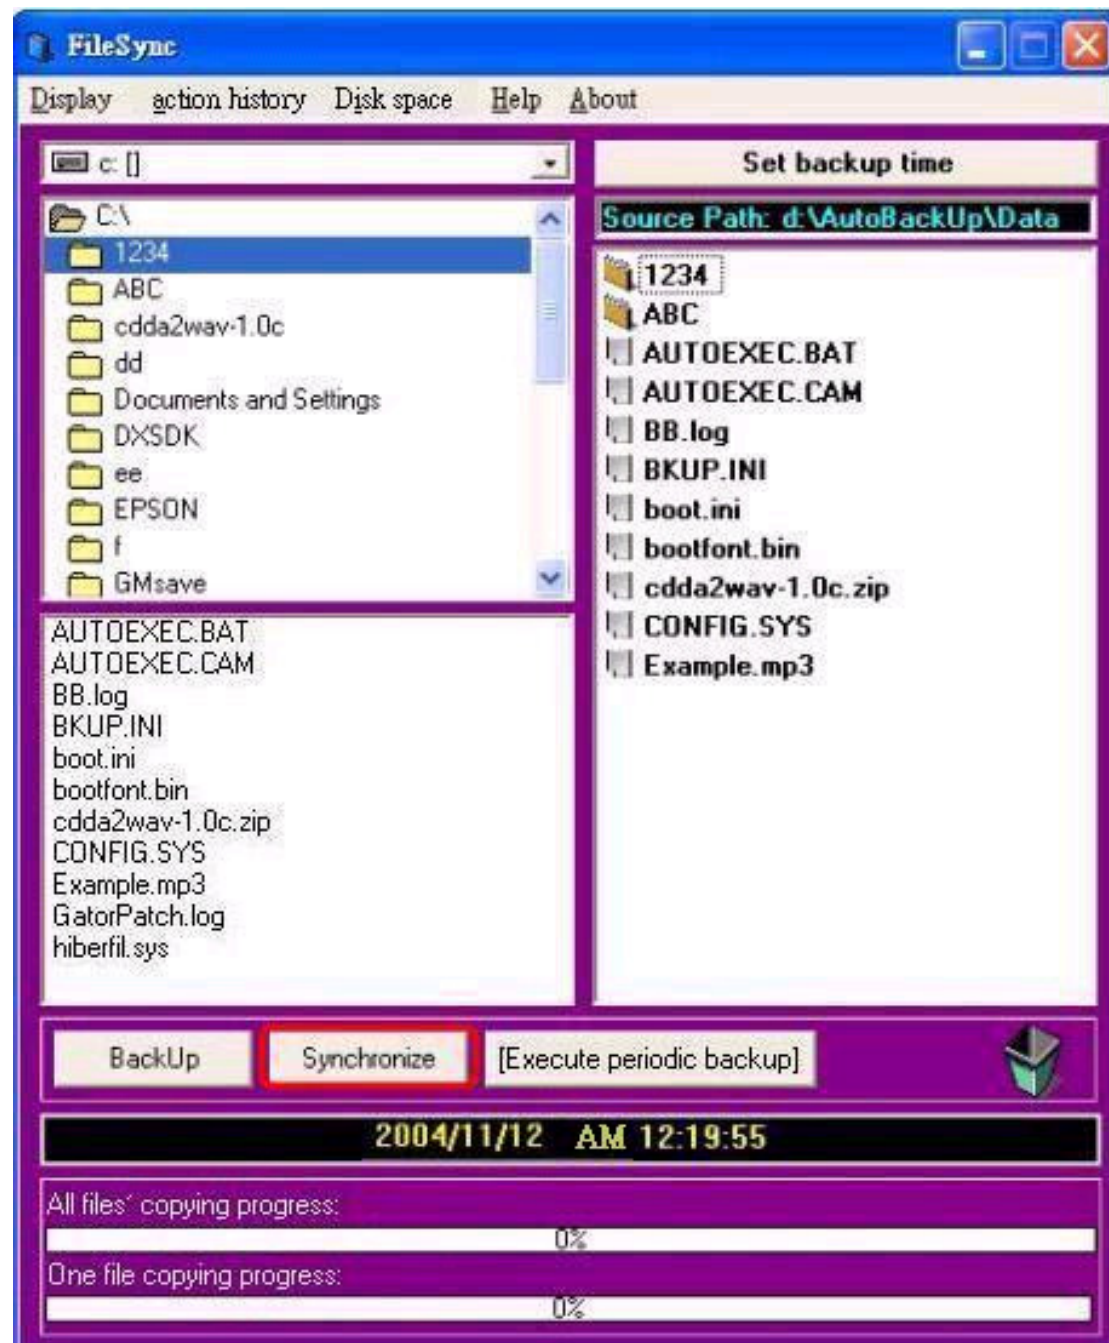 FileSync
Display action history Disk space Help About
c: []
C:\
1234
ABC
cdda2wav-1.0c
dd
Documents and Settings
DXSDK
ee
EPSON
f
GMsave
AUTOEXEC.BAT
AUTOEXEC.CAM
BB.log
BKUP.INI
boot.ini
bootfont.bin
cdda2wav-1.0c.zip
CONFIG.SYS
Example.mp3
GatorPatch.log
hiberfil.sys
Set backup time
Source Path: d:\AutoBackUp\Data
1234
ABC
AUTOEXEC.BAT
AUTOEXEC.CAM
BB.log
BKUP.INI
boot.ini
bootfont.bin
cdda2wav-1.0c.zip
CONFIG.SYS
Example.mp3
BackUp Synchronize [Execute periodic backup]
2004/11/12 AM 12:19:55
All files' copying progress:
0%
One file copying progress:
0%